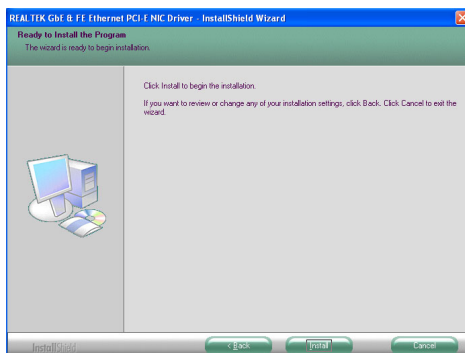 REALTEK GbE & FE Ethernet PCI-E NIC Driver - InstallShield Wizard
Ready to Install the Program
The wizard is ready to begin installation.
Click Install to begin the installation.
If you want to review or change any of your installation settings, click Back. Click Cancel to exit the
wizard.
InstallShield
< Back
Install
Cancel